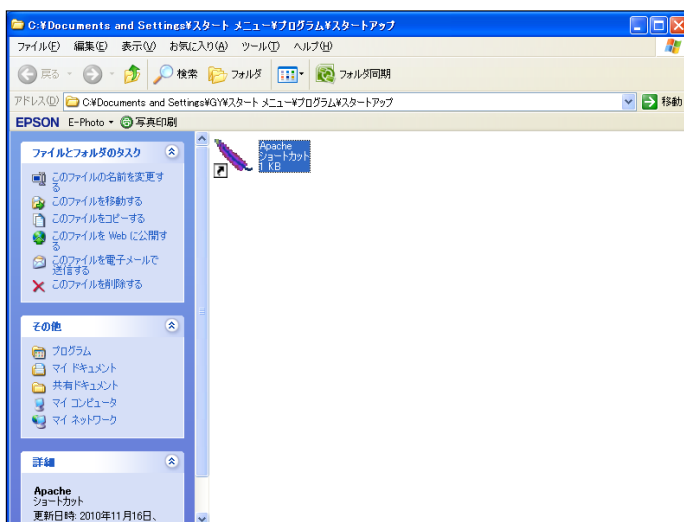 C:¥Documents and Settings¥スタート メニュー¥プログラム¥スタートアップ
ファイル(F) 編集(E) 表示(V) お気に入り(A) ツール(T) ヘルプ(H)
戻る 検索 フォルダ フォルダ同期
アドレス(D) C:¥Documents and Settings¥GY¥スタート メニュー¥プログラム¥スタートアップ 移動
EPSON E-Photo 写真印刷
ファイルとフォルダのタスク
このファイルの名前を変更す
る
このファイルを移動する
このファイルをコピーする
このファイルを Web に公開す
る
このファイルを電子メールで
送信する
このファイルを削除する
その他
プログラム
マイ ドキュメント
共有ドキュメント
マイ コンピュータ
マイ ネットワーク
詳細
Apache
ショートカット
更新日時: 2010年11月16日、
Apache
ショートカット
1 KB